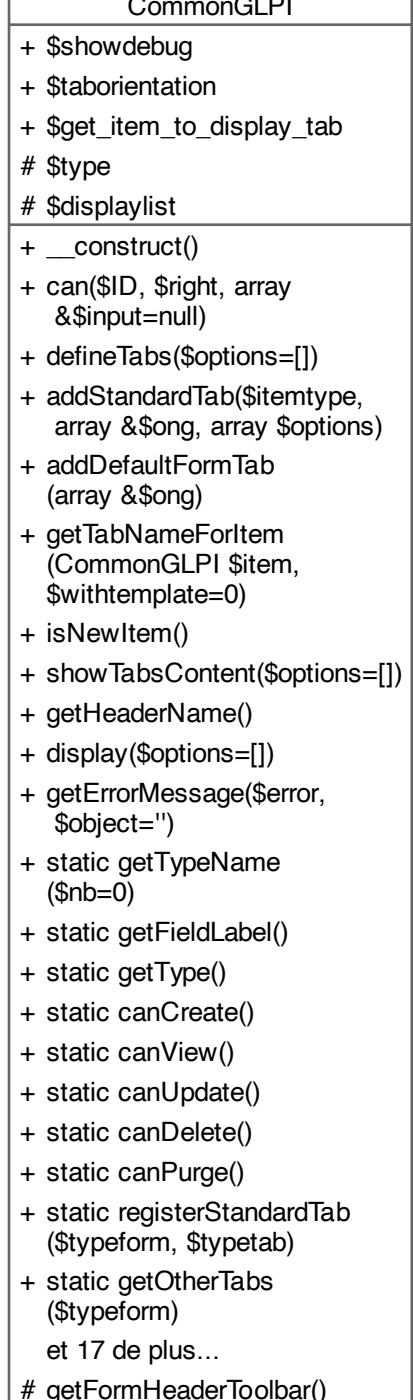 CommonGLPI
+ $showdebug
+ $taborientation
+ $get_item_to_display_tab
# $type
# $displaylist
+ __construct()
+ can($ID, $right, array
&$input=null)
+ defineTabs($options=[])
+ addStandardTab($itemtype,
array &$ong, array $options)
+ addDefaultFormTab
(array &$ong)
+ getTabNameForItem
(CommonGLPI $item,
$withtemplate=0)
+ isNewItem()
+ showTabsContent($options=[])
+ getHeaderName()
+ display($options=[])
+ getErrorMessage($error,
$object='')
+ static getTypeName
($nb=0)
+ static getFieldLabel()
+ static getType()
+ static canCreate()
+ static canView()
+ static canUpdate()
+ static canDelete()
+ static canPurge()
+ static registerStandardTab
($typeform, $typetab)
+ static getOtherTabs
($typeform)
et 17 de plus...
# getFormHeaderToolbar()